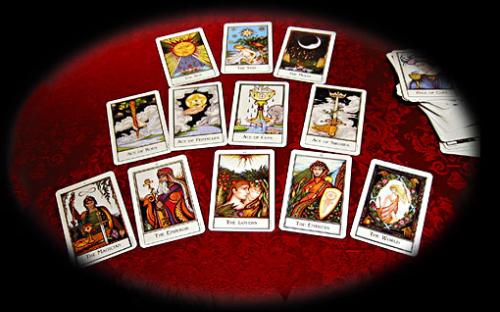 THE SUN
THE STAR
THE MOON
ACE OF RODS
ACE OF PENTACLES
ACE OF CUPS
ACE OF SWORDS
THE MAGICIAN
THE EMPEROR
THE LOVERS
THE EMPRESS
THE WORLD